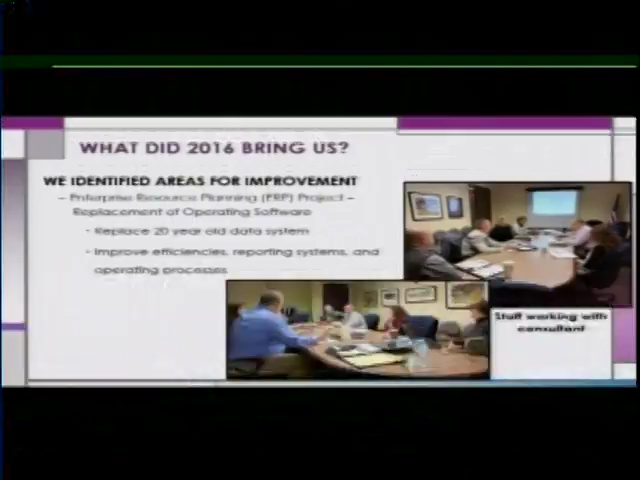 WHAT DID 2016 BRING US?
WE IDENTIFIED AREAS FOR IMPROVEMENT
– Enterprise Resource Planning (ERP) Project –
Replacement of Operating Software
• Replace 20 year old data system
• Improve efficiencies, reporting systems, and
operating processes
Staff working with
consultant